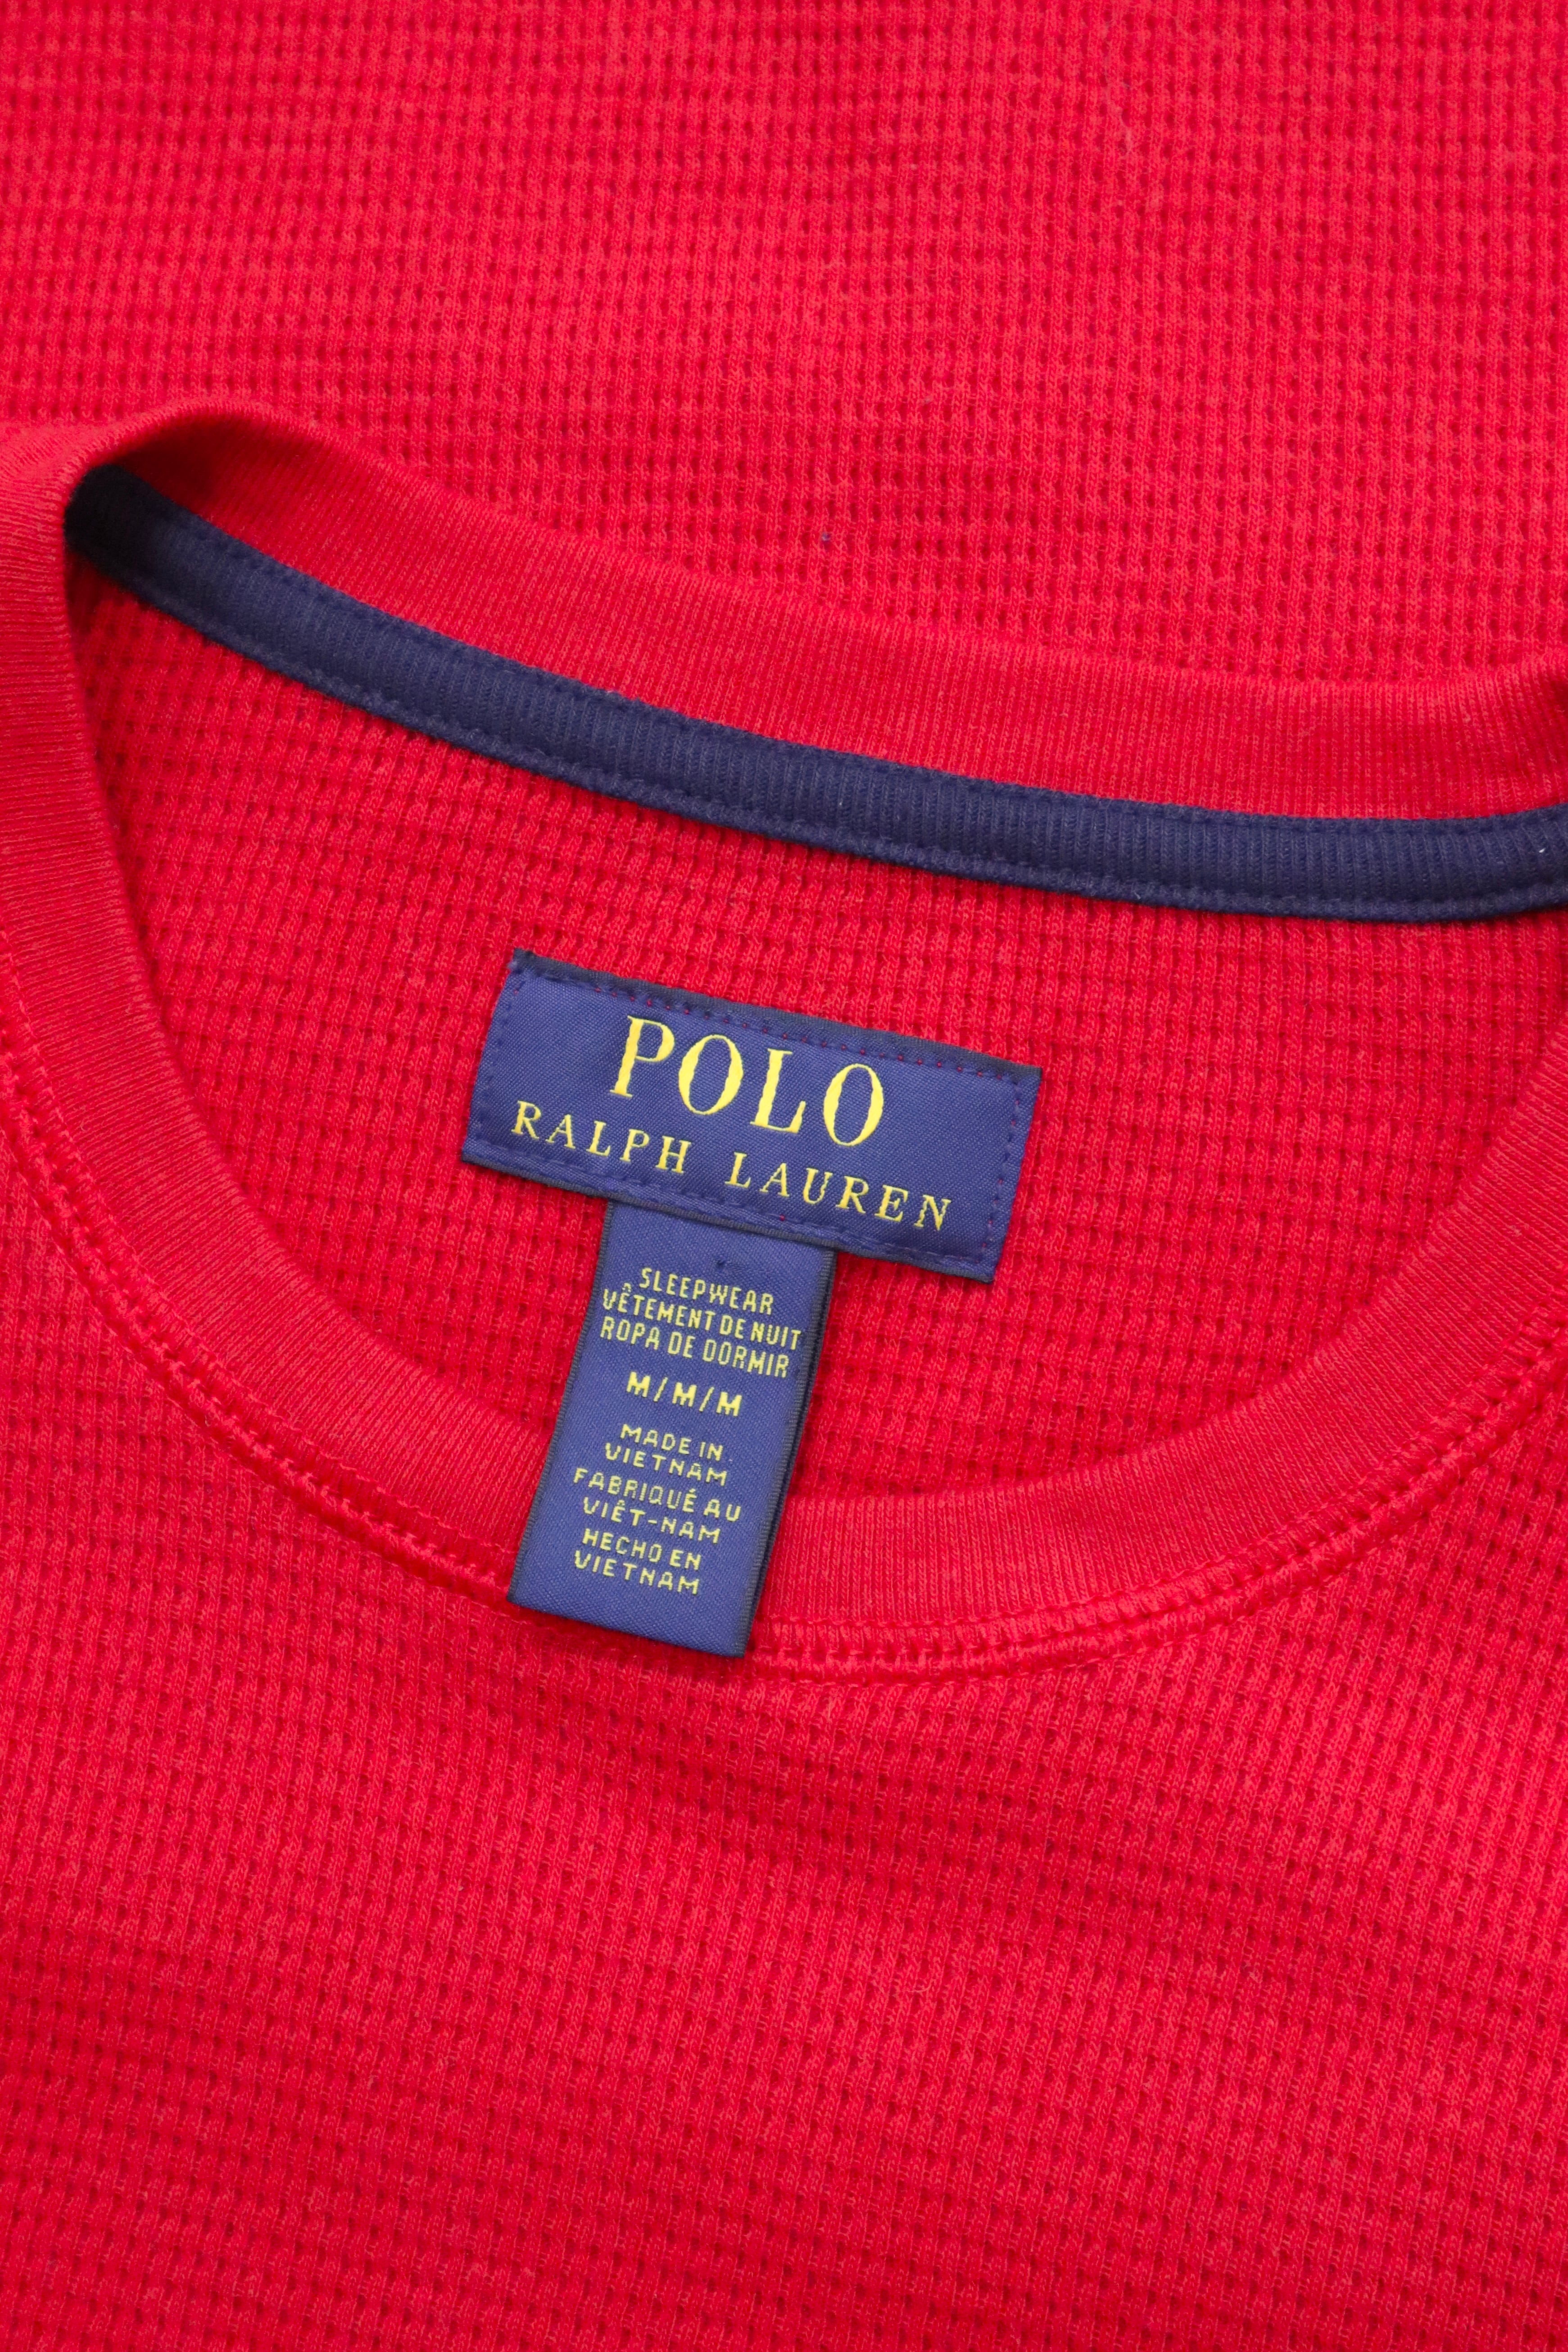 POLO
RALPH LAUREN
SLEEPWEAR
VÊTEMENT DE NUIT
ROPA DE DORMIR
M/M/M
MADE IN
VIETNAM
FABRIQUÉ AU
VIÊT-NAM
HECHO EN
VIETNAM